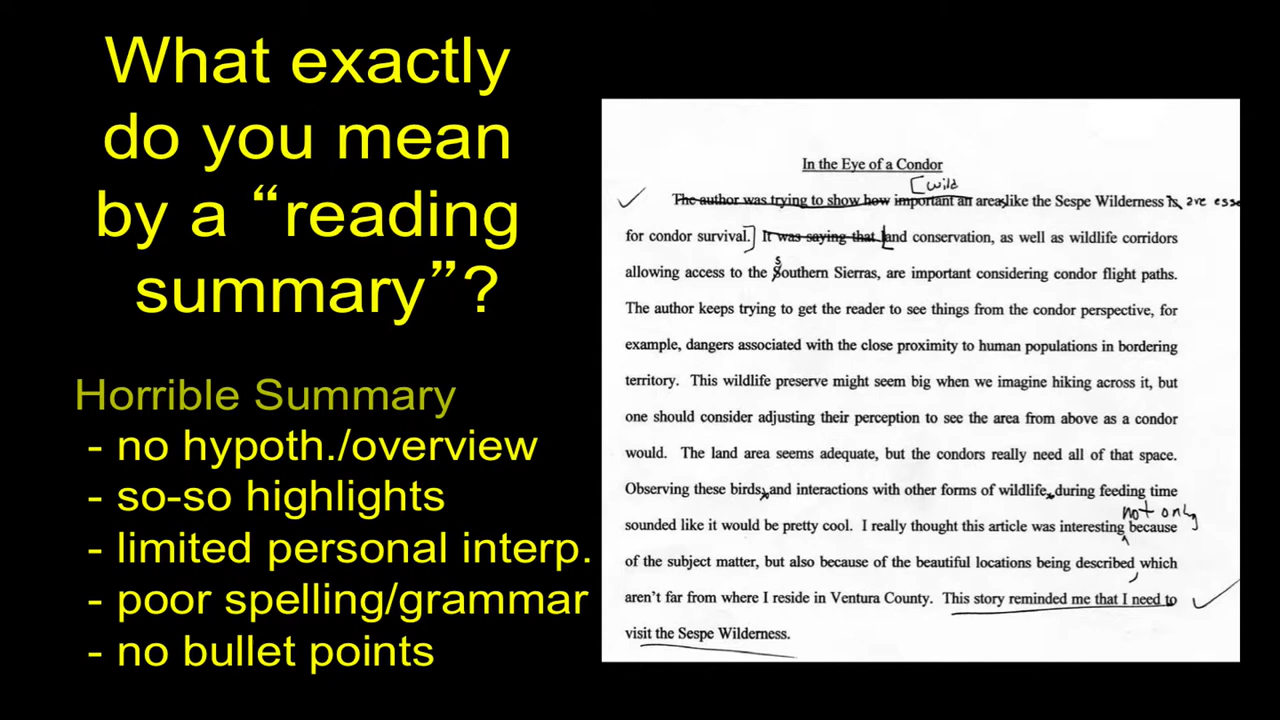 What exactly
do you mean
by a “reading
summary”?
Horrible Summary
- no hypoth./overview
- so-so highlights
- limited personal interp.
- poor spelling/grammar
- no bullet points
In the Eye of a Condor
[wild
The author was trying to show how important an areas, like the Sespe Wilderness is, are esse
for condor survival.] It was saying that [land conservation, as well as wildlife corridors
s
allowing access to the Southern Sierras, are important considering condor flight paths.
The author keeps trying to get the reader to see things from the condor perspective, for
example, dangers associated with the close proximity to human populations in bordering
territory. This wildlife preserve might seem big when we imagine hiking across it, but
one should consider adjusting their perception to see the area from above as a condor
would. The land area seems adequate, but the condors really need all of that space.
Observing these birds, and interactions with other forms of wildlife, during feeding time
not only
sounded like it would be pretty cool. I really thought this article was interesting because
of the subject matter, but also because of the beautiful locations being described, which
aren't far from where I reside in Ventura County. This story reminded me that I need to
visit the Sespe Wilderness.